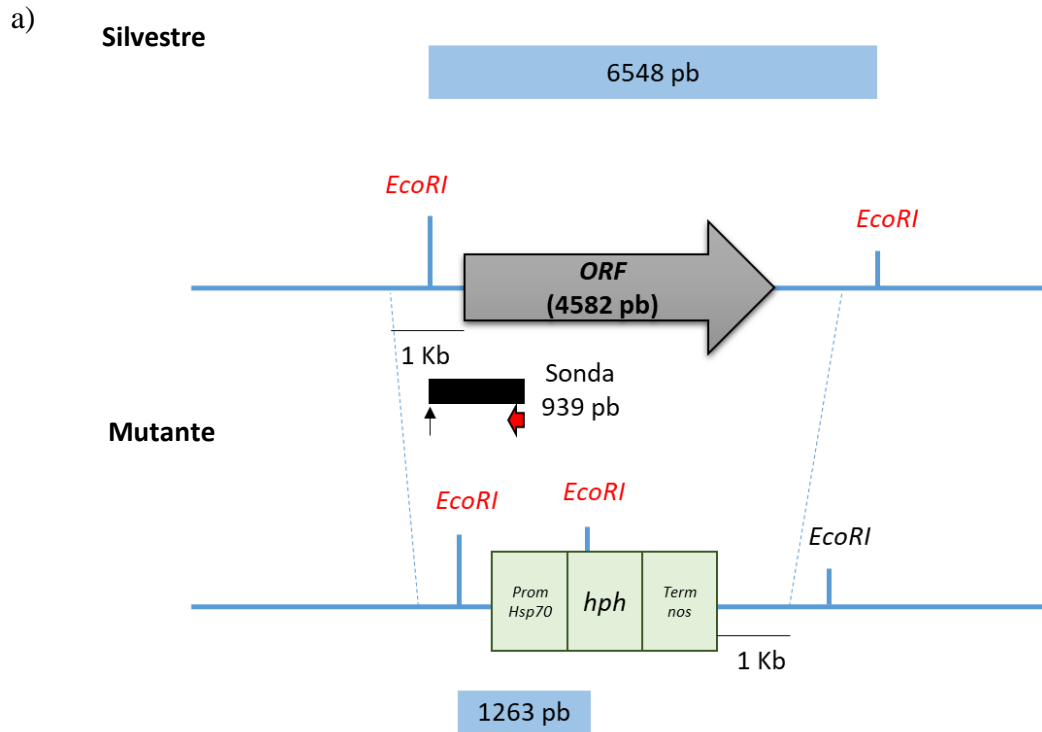 a)
Silvestre
6548 pb
EcoRI
EcoRI
ORF
(4582 pb)
1 Kb
Sonda
939 pb
Mutante
EcoRI
EcoRI
EcoRI
Prom
Hsp70
hph
Term
nos
1 Kb
1263 pb